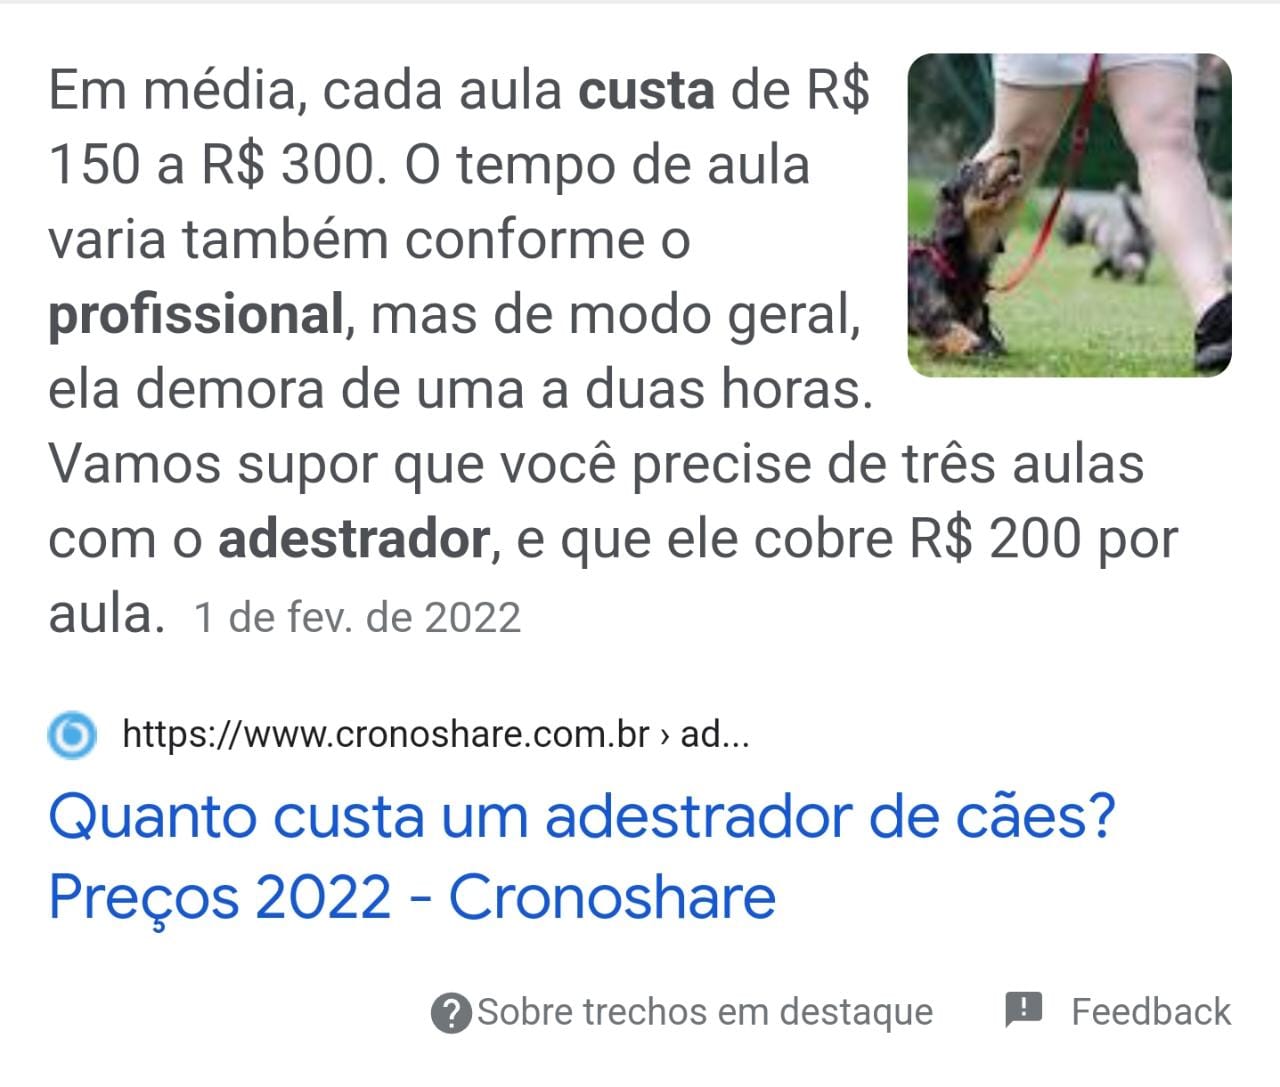 Em média, cada aula custa de R$
150 a R$ 300. O tempo de aula
varia também conforme o
profissional, mas de modo geral,
ela demora de uma a duas horas.
Vamos supor que você precise de três aulas
com o adestrador, e que ele cobre R$ 200 por
aula. 1 de fev. de 2022
https://www.cronoshare.com.br › ad...
Quanto custa um adestrador de cães?
Preços 2022 - Cronoshare
Sobre trechos em destaque Feedback